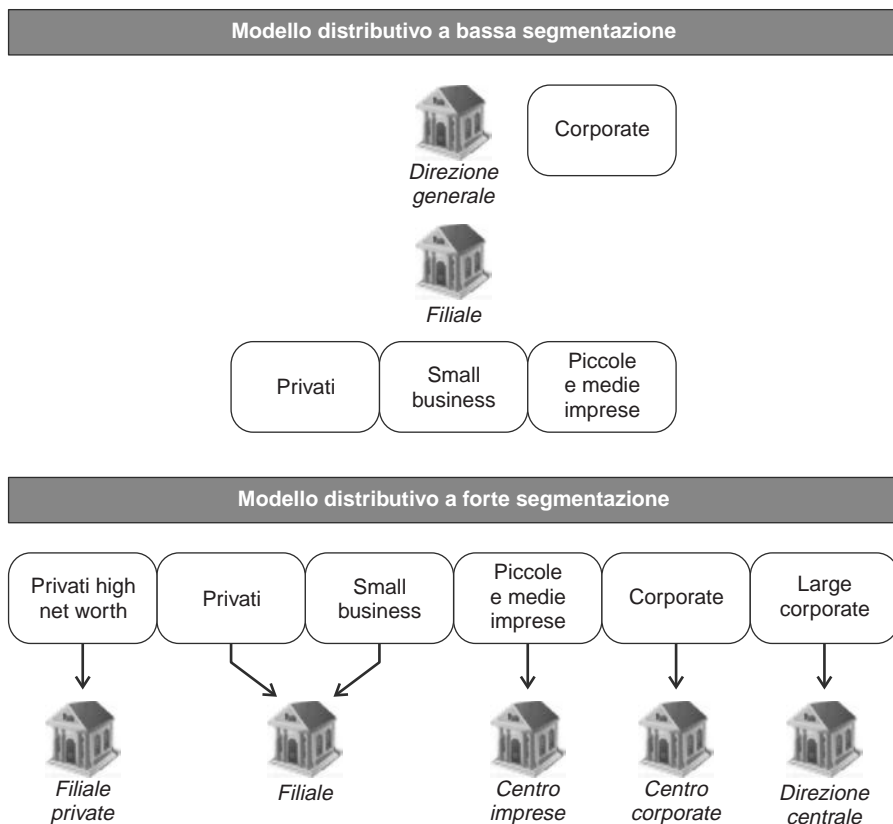 Modello distributivo a bassa segmentazione
Corporate
Direzione
generale
Filiale
Privati
Small
business
Piccole
e medie
imprese
Modello distributivo a forte segmentazione
Privati high
net worth
Privati
Small
business
Piccole
e medie
imprese
Corporate
Large
corporate
Filiale
private
Filiale
Centro
imprese
Centro
corporate
Direzione
centrale